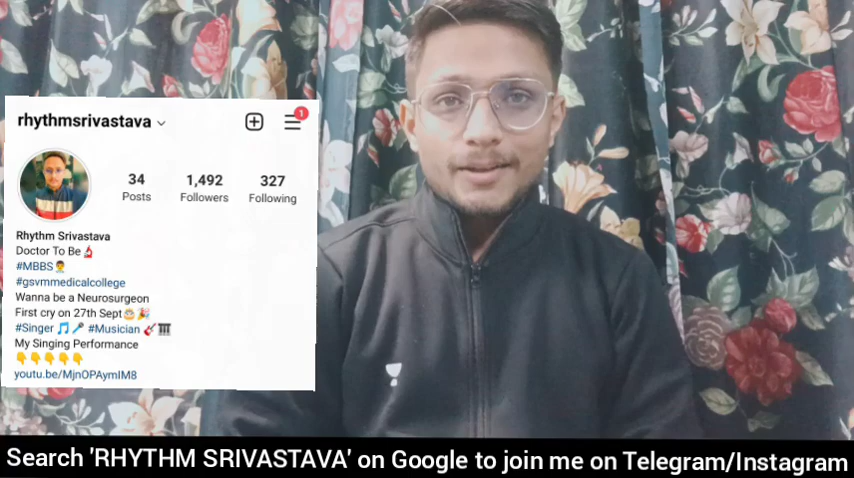 rhythmsrivastava
1
34 1,492 327
Posts Followers Following
Rhythm Srivastava
Doctor To Be🔬
#MBBS👨‍⚕️
#gsvmmedicalcollege
Wanna be a Neurosurgeon
First cry on 27th Sept🎂🎉
#Singer 🎵🎤 #Musician 🎸🎹
My Singing Performance
👇👇👇👇👇
youtu.be/MjnOPAymIM8
Search 'RHYTHM SRIVASTAVA' on Google to join me on Telegram/Instagram